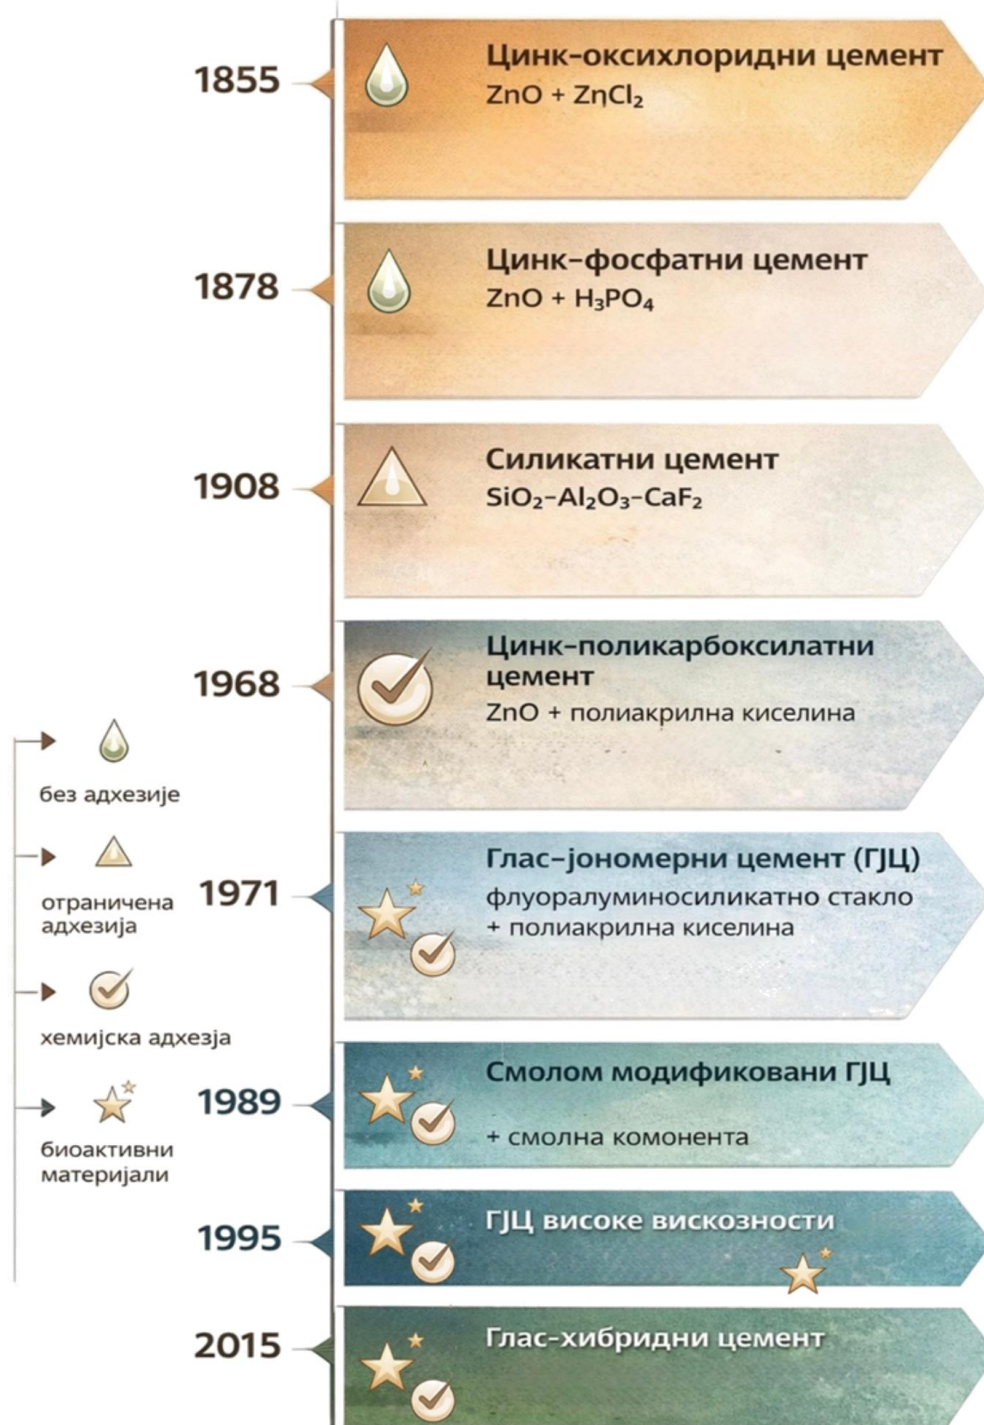 1855
Цинк-оксихлоридни цемент
ZnO + ZηCl₂
1878
Цинк-фосфатни цемент
ZnO + H₃PO₄
1908
Силикатни цемент
SiO₂-Al₂O₃-CaF₂
1968
Цинк-поликарбоксилатни
цемент
ZnO + полиакрилна киселина
1971
Глас-јономерни цемент (ГЈЦ)
флуоралуминосиликатно стакло
+ полиакрилна киселина
1989
Смолом модификовани ГЈЦ
+ смолна комонента
1995
ГЈЦ високе вискозности
2015
Глас-хибридни цемент
без адхезије
ограничена
адхезија
хемијска адхезја
биоактивни
материјали